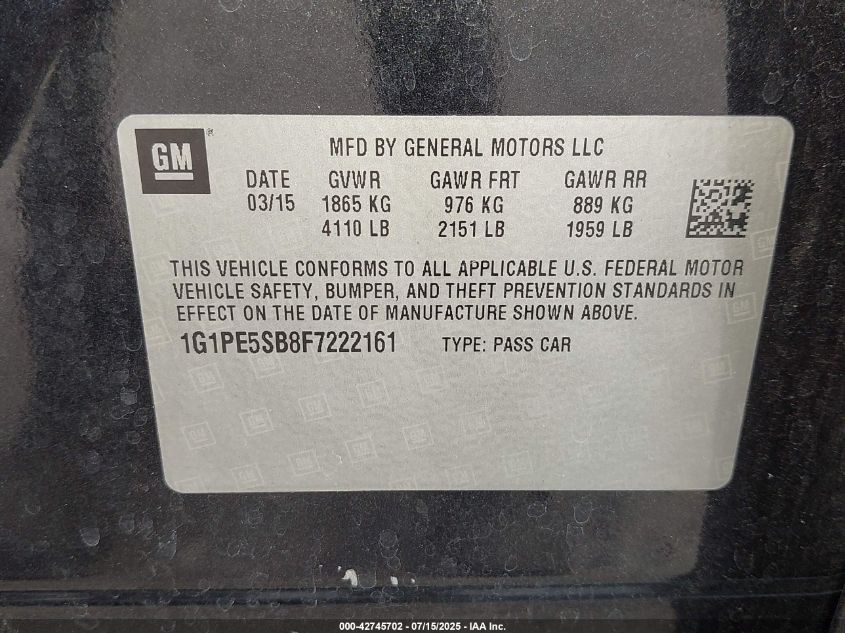 GM ®
MFD BY GENERAL MOTORS LLC
DATE GVWR GAWR FRT GAWR RR
03/15 1865 KG 976 KG 889 KG
4110 LB 2151 LB 1959 LB
THIS VEHICLE CONFORMS TO ALL APPLICABLE U.S. FEDERAL MOTOR
VEHICLE SAFETY, BUMPER, AND THEFT PREVENTION STANDARDS IN
EFFECT ON THE DATE OF MANUFACTURE SHOWN ABOVE.
1G1PE5SB8F7222161 TYPE: PASS CAR
000-42745702 - 07/15/2025 - IAA Inc.